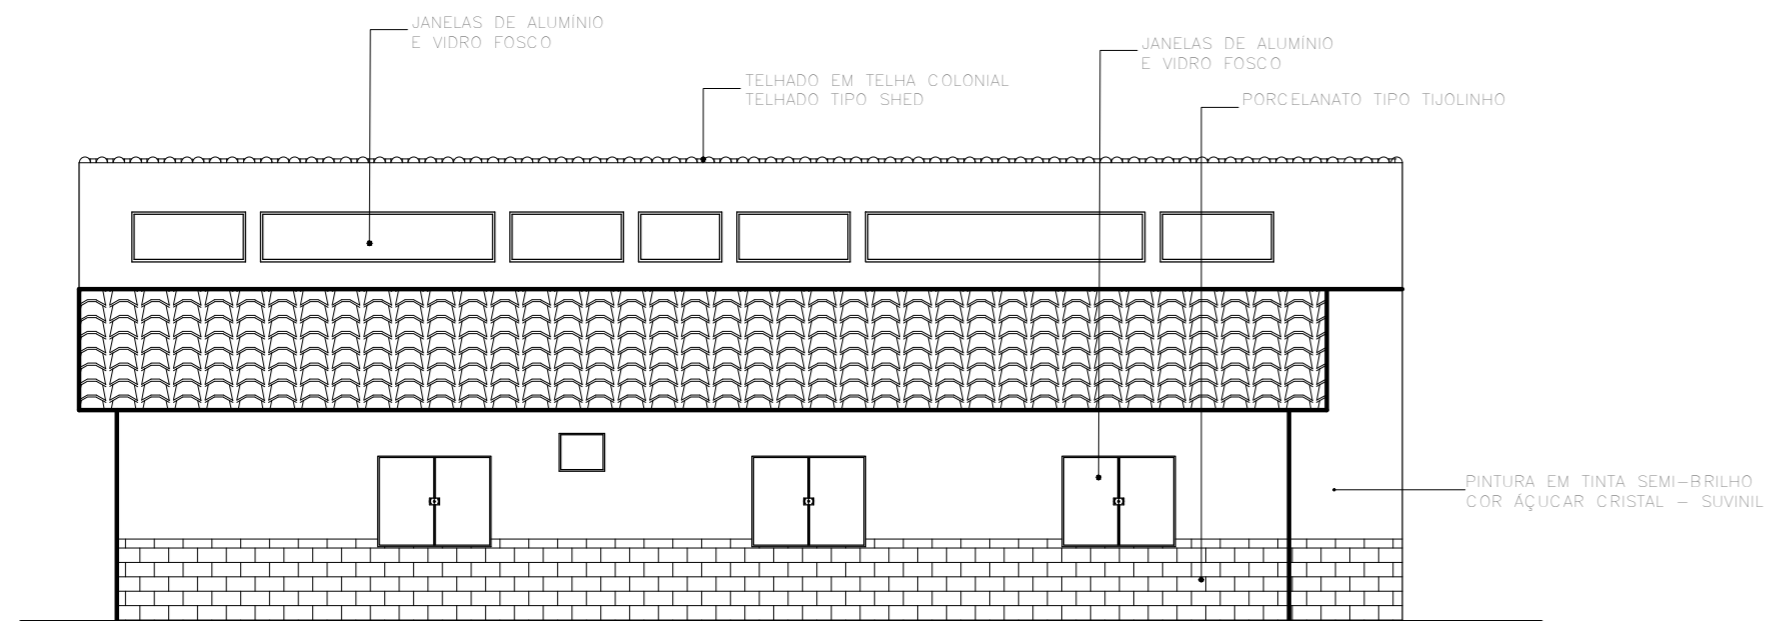 JANELAS DE ALUMÍNIO
E VIDRO FOSCO
JANELAS DE ALUMÍNIO
E VIDRO FOSCO
TELHADO EM TELHA COLONIAL
TELHADO TIPO SHED
PORCELANATO TIPO TIJOLINHO
PINTURA EM TINTA SEMI-BRILHO
COR ÁÇUCAR CRISTAL – SUVINIL